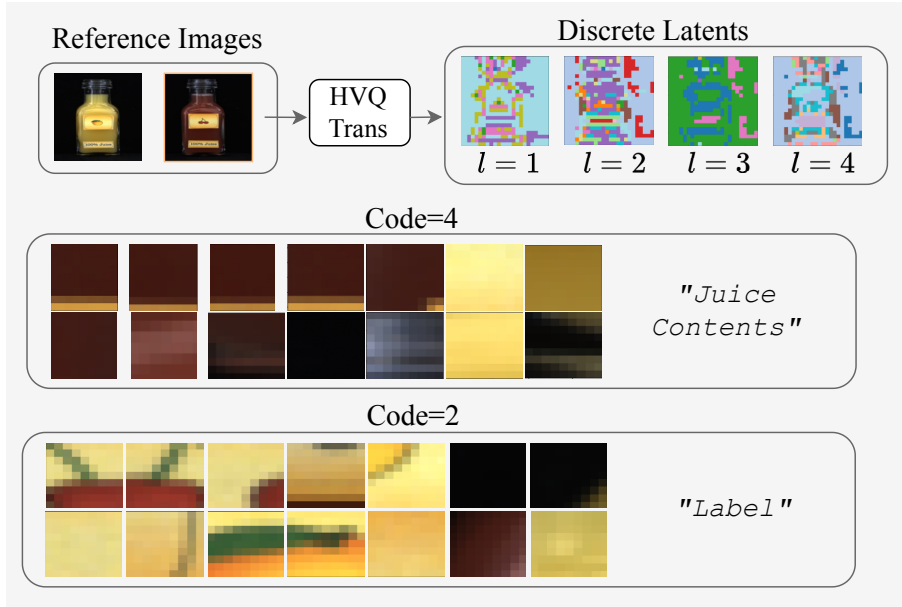 Reference Images
Discrete Latents
HVQ
Trans
l = 1
l = 2
l = 3
l = 4
Code=4
"Juice
Contents"
Code=2
"Label"